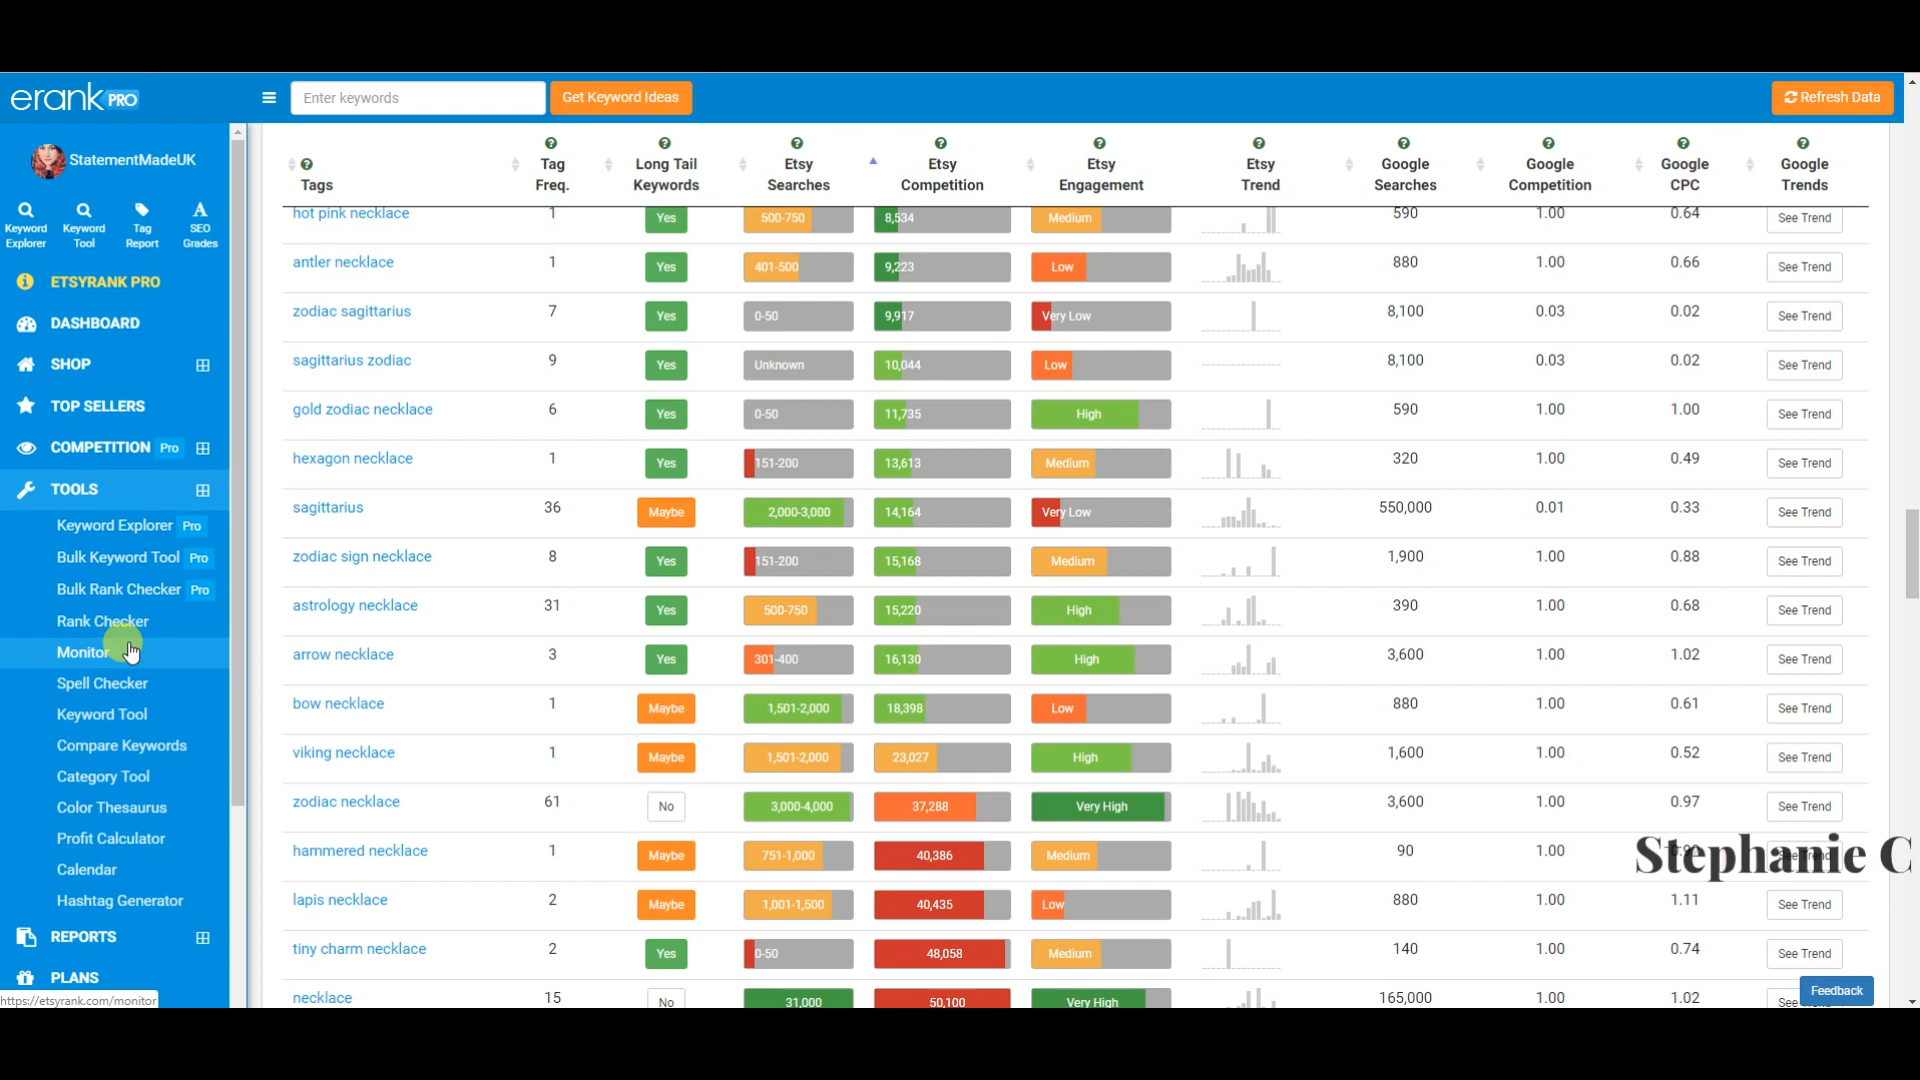 erank PRO
Enter keywords
Get Keyword Ideas
Refresh Data
StatementMadeUK
Keyword Explorer
Keyword Tool
Tag Report
SEO Grades
ETSYRANK PRO
DASHBOARD
SHOP
TOP SELLERS
COMPETITION Pro
TOOLS
Keyword Explorer Pro
Bulk Keyword Tool Pro
Bulk Rank Checker Pro
Rank Checker
Monitor
Spell Checker
Keyword Tool
Compare Keywords
Category Tool
Color Thesaurus
Profit Calculator
Calendar
Hashtag Generator
REPORTS
PLANS
https://etsyrank.com/monitor
Tags
Tag Freq.
Long Tail Keywords
Etsy Searches
Etsy Competition
Etsy Engagement
Etsy Trend
Google Searches
Google Competition
Google CPC
Google Trends
hot pink necklace 1 Yes 500-750 8,534 Medium 590 1.00 0.64 See Trend
antler necklace 1 Yes 401-500 9,223 Low 880 1.00 0.66 See Trend
zodiac sagittarius 7 Yes 0-50 9,917 Very Low 8,100 0.03 0.02 See Trend
sagittarius zodiac 9 Yes Unknown 10,044 Low 8,100 0.03 0.02 See Trend
gold zodiac necklace 6 Yes 0-50 11,735 High 590 1.00 1.00 See Trend
hexagon necklace 1 Yes 151-200 13,613 Medium 320 1.00 0.49 See Trend
sagittarius 36 Maybe 2,000-3,000 14,164 Very Low 550,000 0.01 0.33 See Trend
zodiac sign necklace 8 Yes 151-200 15,168 Medium 1,900 1.00 0.88 See Trend
astrology necklace 31 Yes 500-750 15,220 High 390 1.00 0.68 See Trend
arrow necklace 3 Yes 301-400 16,130 High 3,600 1.00 1.02 See Trend
bow necklace 1 Maybe 1,501-2,000 18,398 Low 880 1.00 0.61 See Trend
viking necklace 1 Maybe 1,501-2,000 23,027 High 1,600 1.00 0.52 See Trend
zodiac necklace 61 No 3,000-4,000 37,288 Very High 3,600 1.00 0.97 See Trend
hammered necklace 1 Maybe 751-1,000 40,386 Medium 90 1.00
Stephanie C
lapis necklace 2 Maybe 1,001-1,500 40,435 Low 880 1.00 1.11 See Trend
tiny charm necklace 2 Yes 0-50 48,058 Medium 140 1.00 0.74 See Trend
necklace 15 No 31,000 50,100 Very High 165,000 1.00 1.02 See
Feedback